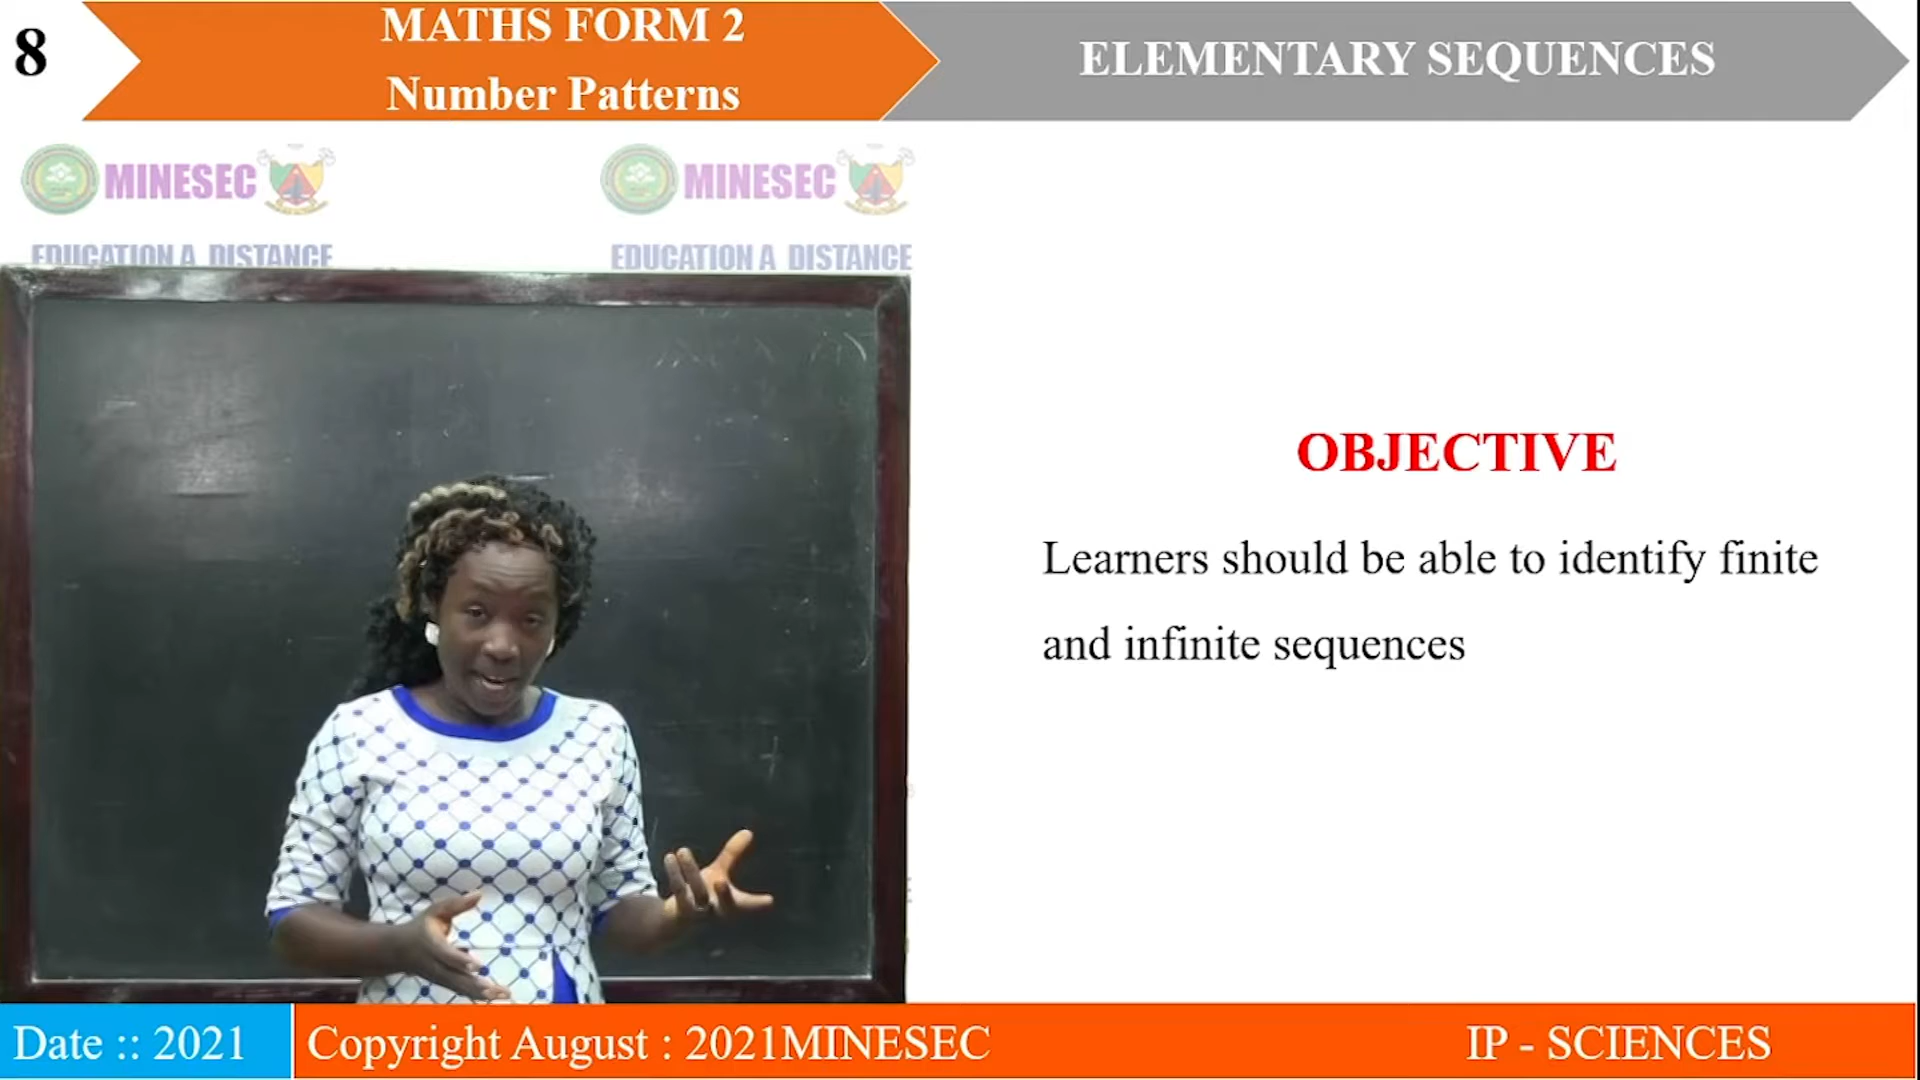 8
MATHS FORM 2
Number Patterns
ELEMENTARY SEQUENCES
MINESEC
MINESEC
EDUCATION A DISTANCE
EDUCATION A DISTANCE
OBJECTIVE
Learners should be able to identify finite
and infinite sequences
Date :: 2021
Copyright August : 2021MINESEC
IP - SCIENCES